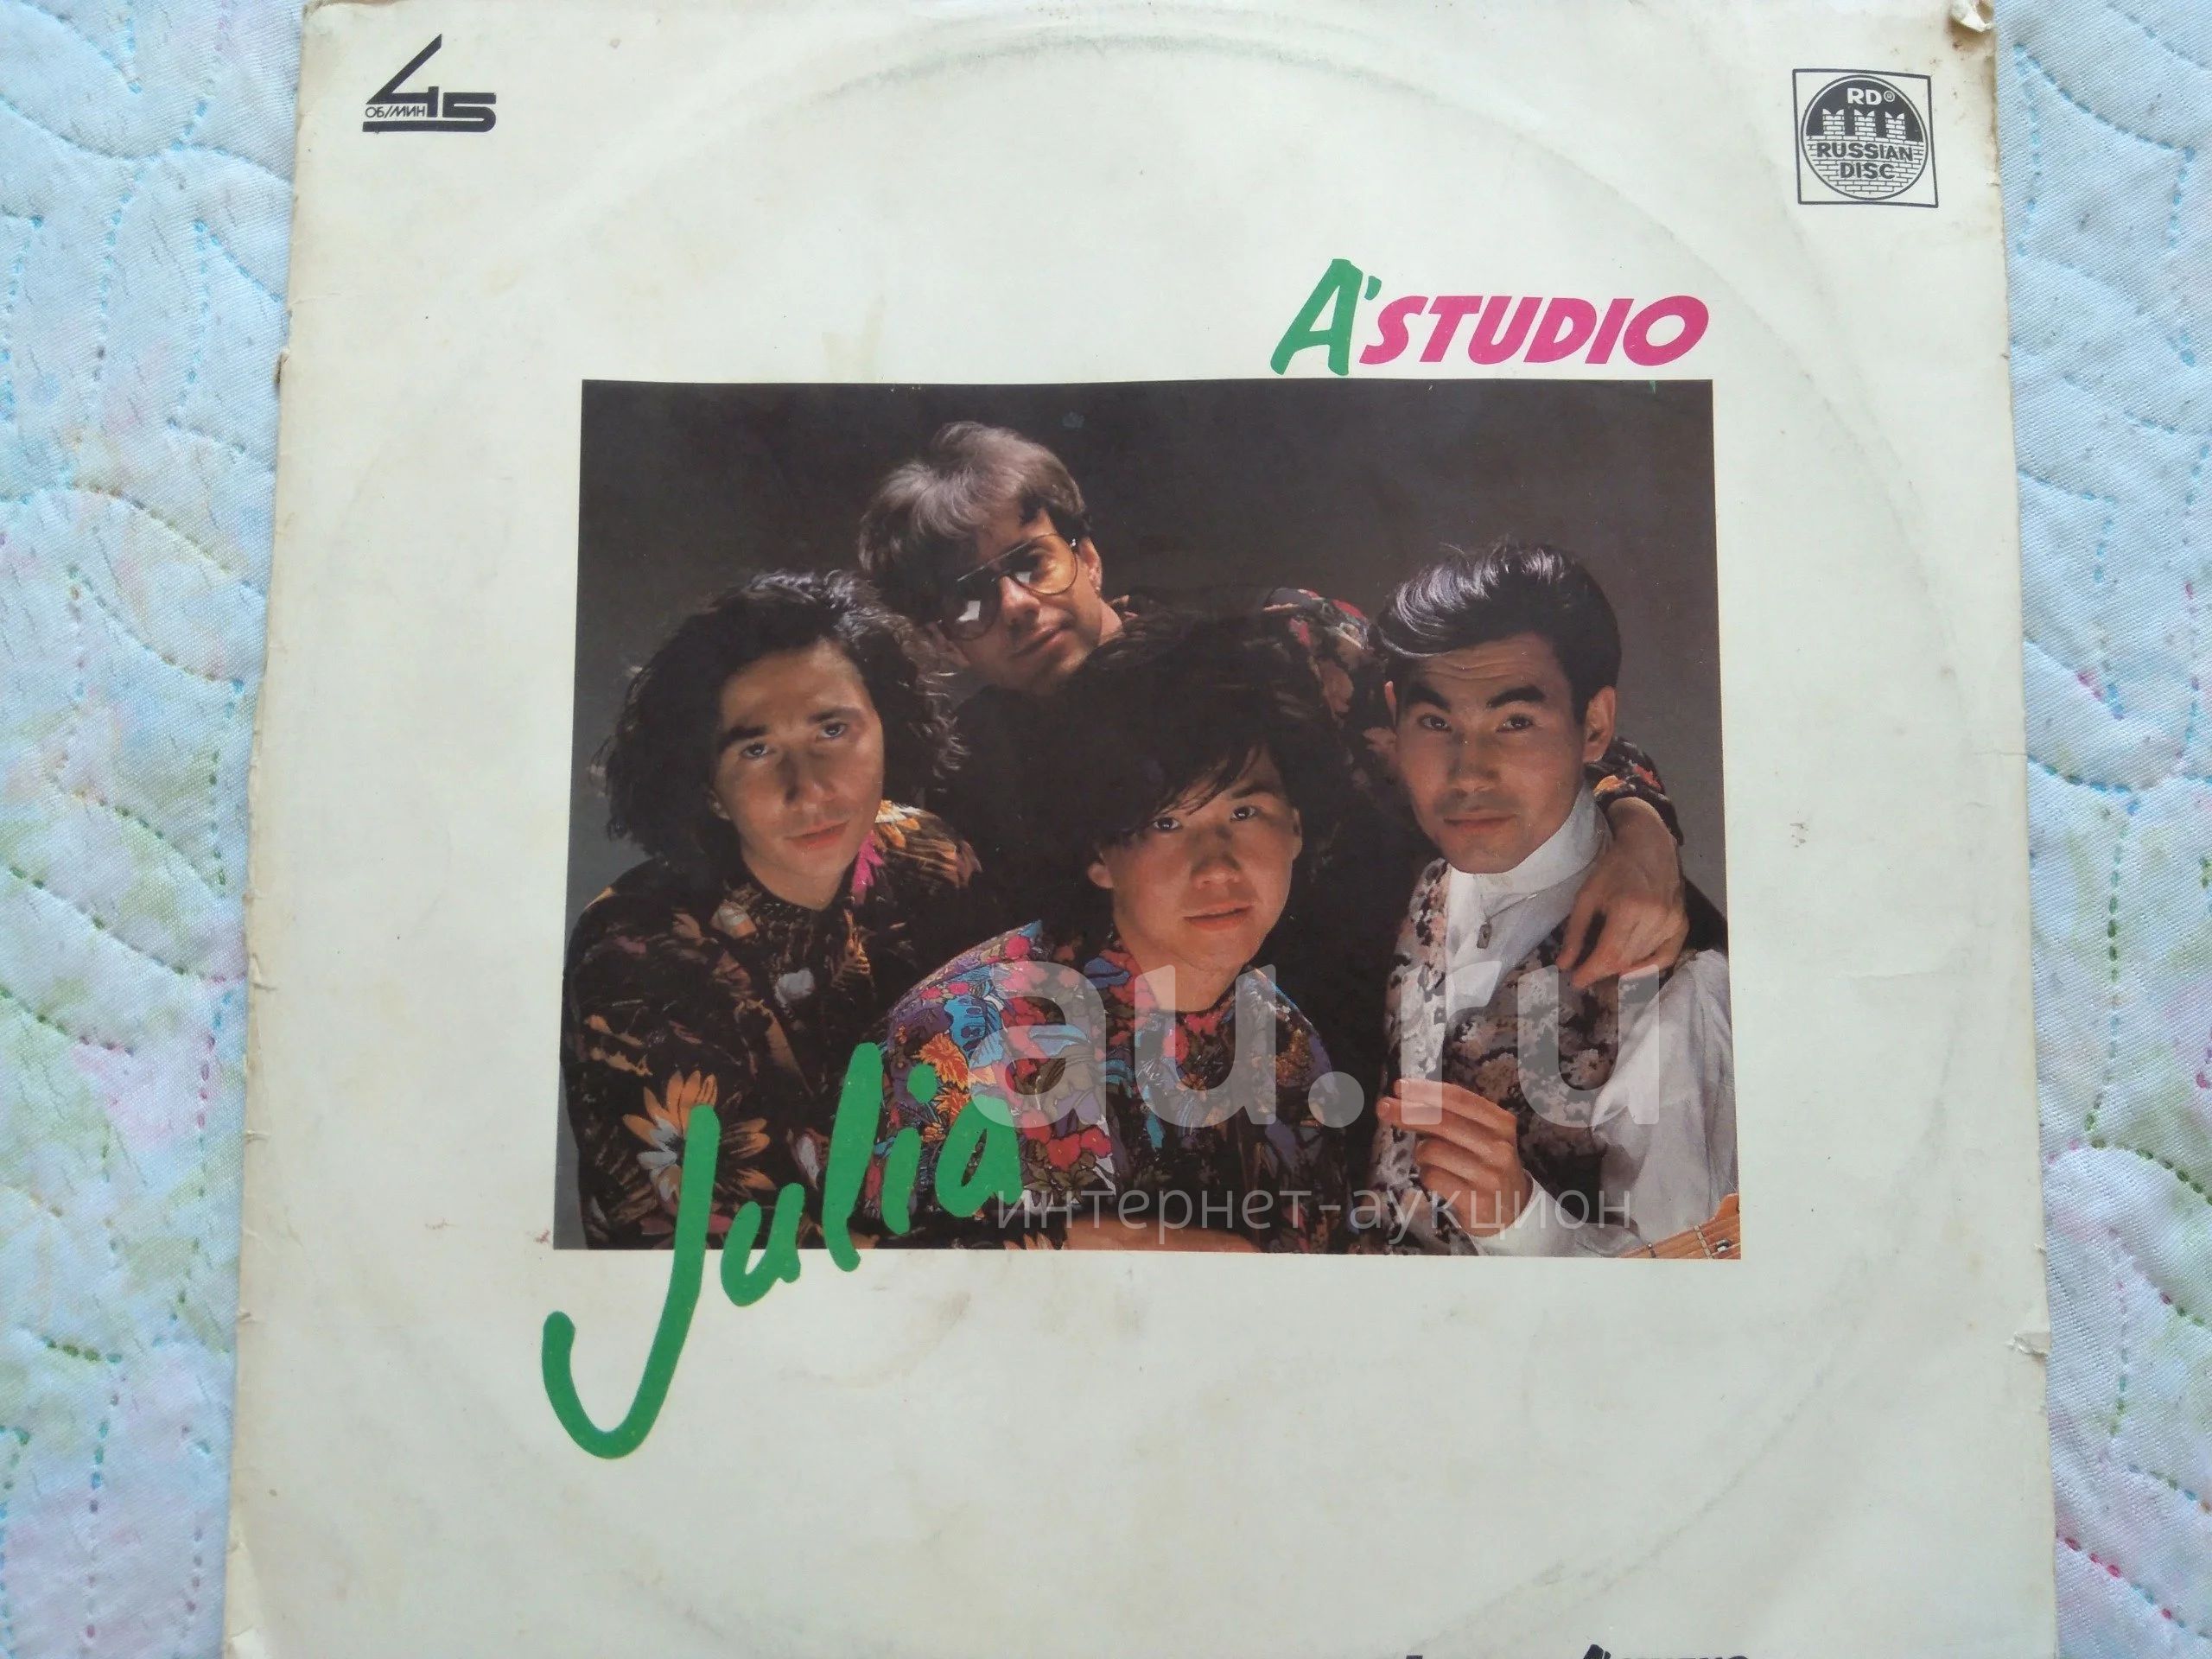 45
ОБ/МИН
RD®
RUSSIAN
DISC
A'STUDIO
Julia
au.ru
интернет-аукцион